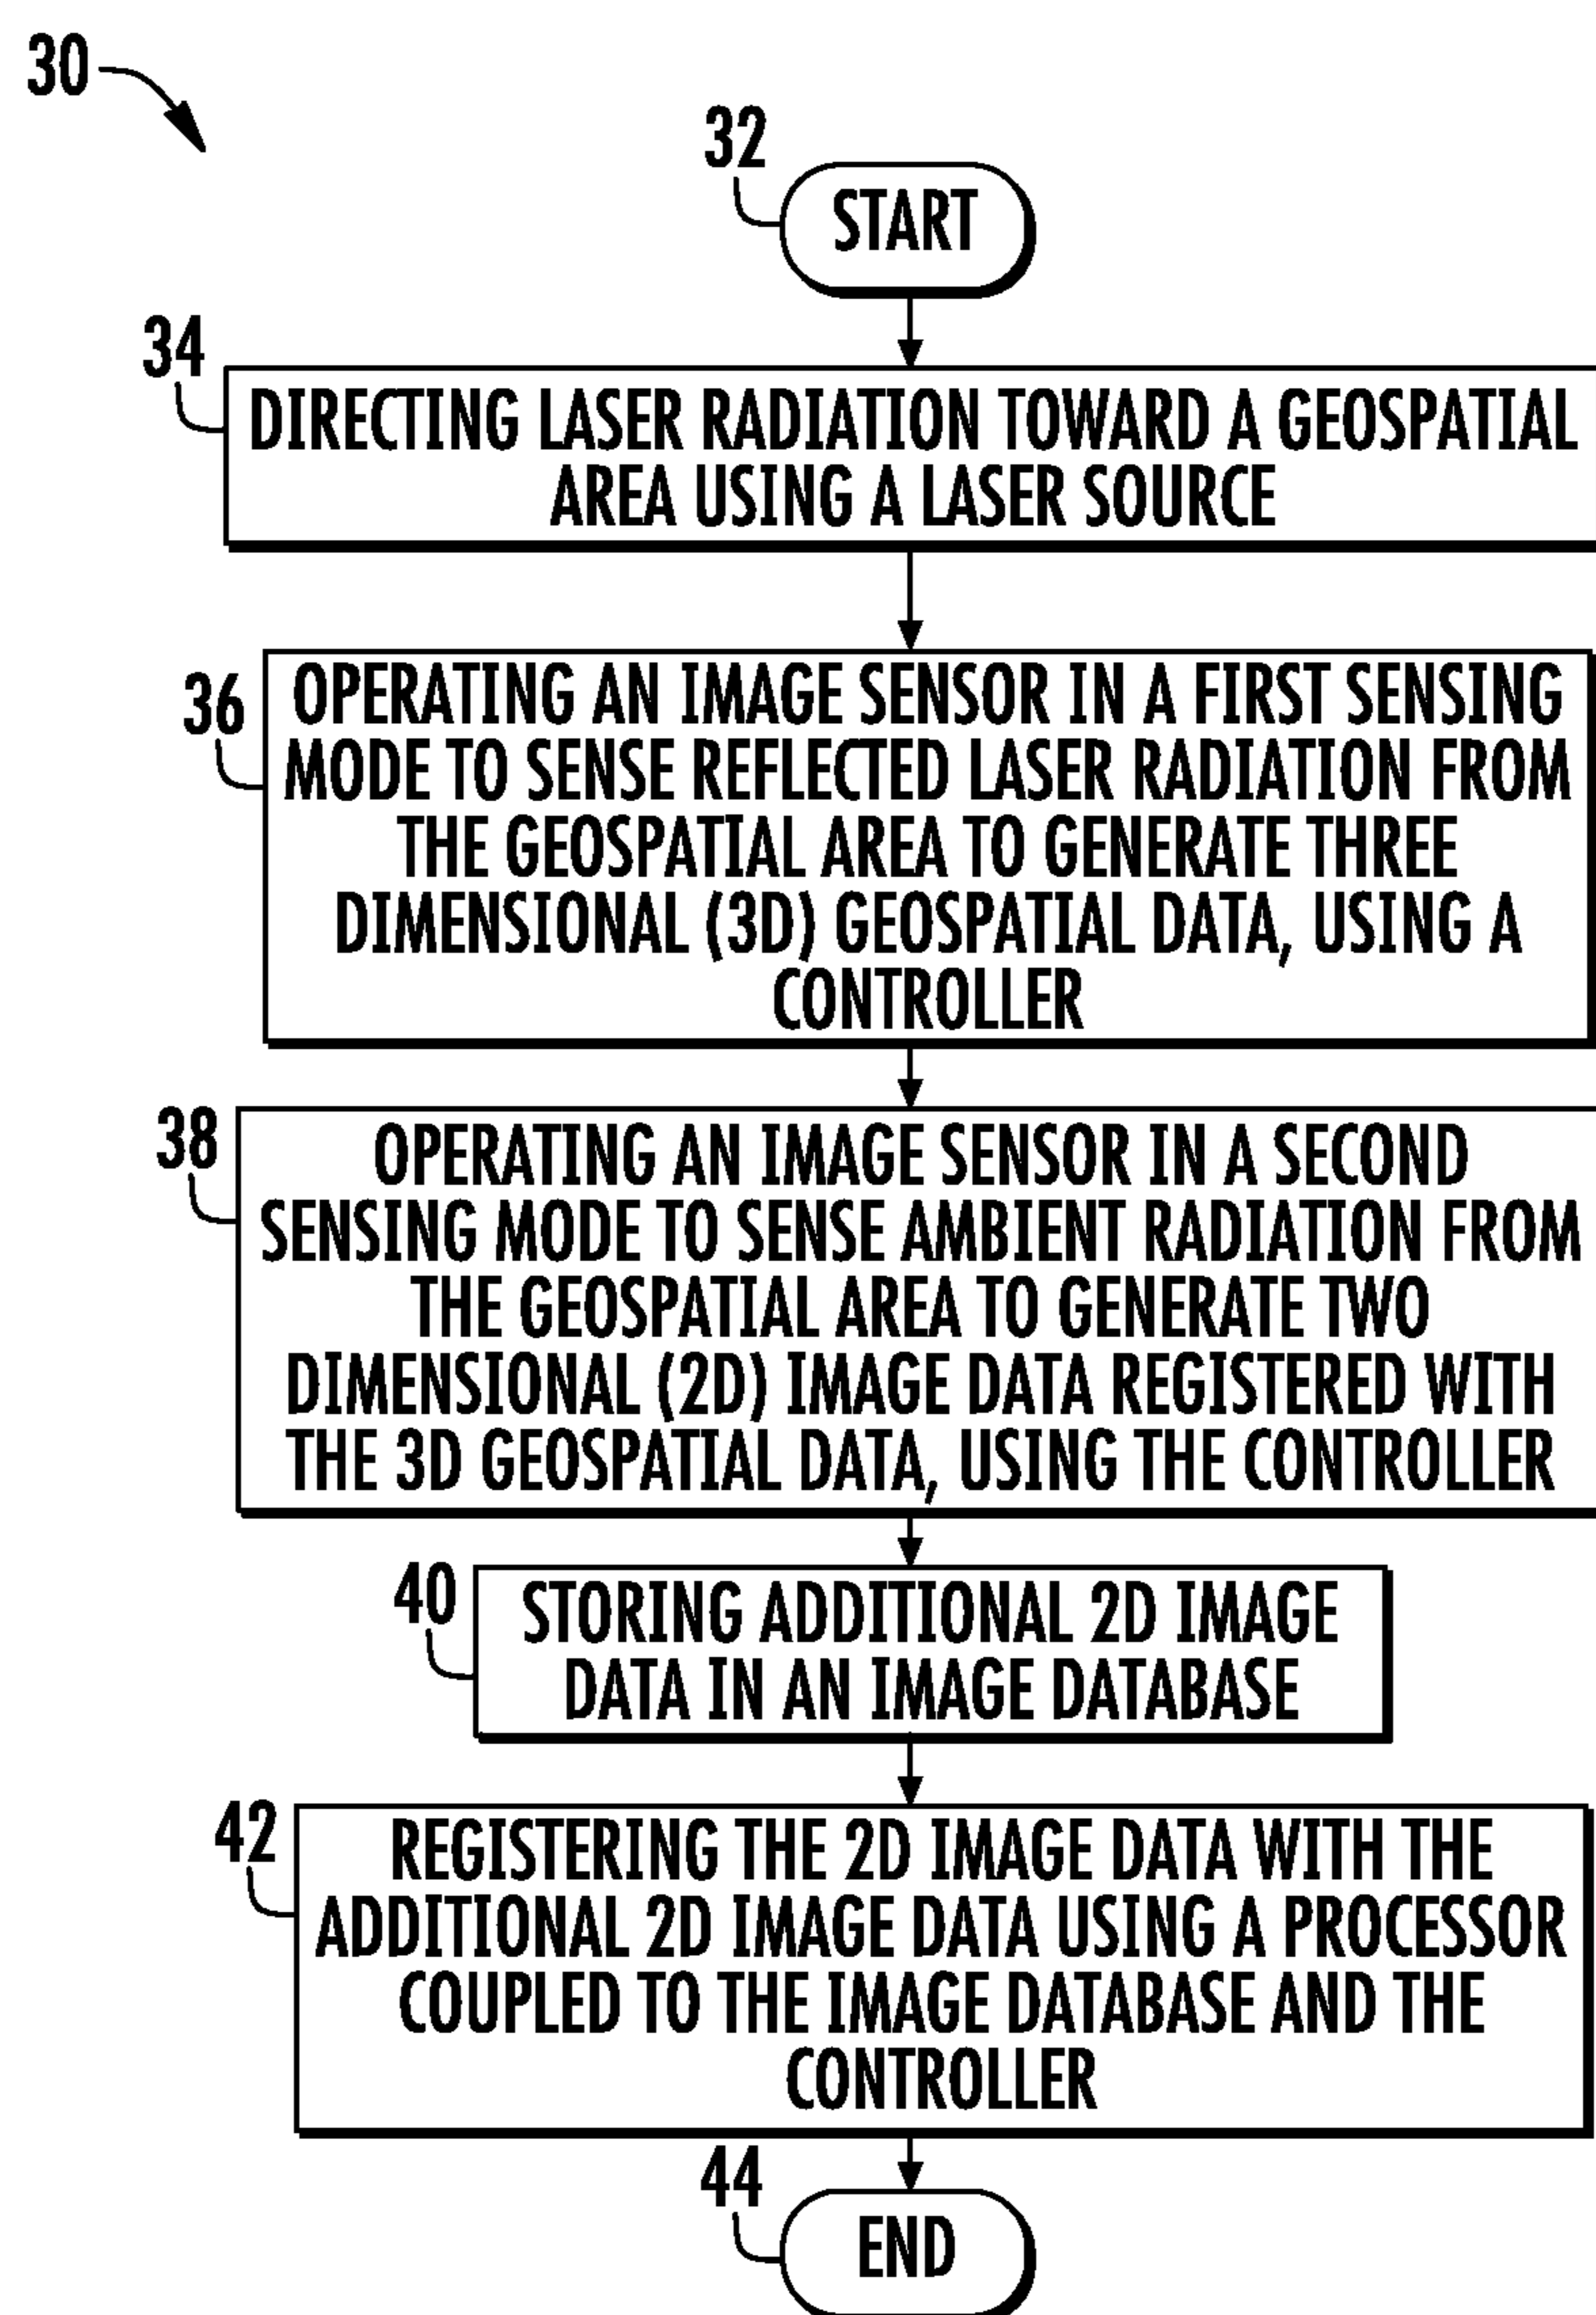 30
32
START
34
DIRECTING LASER RADIATION TOWARD A GEOSPATIAL
AREA USING A LASER SOURCE
36
OPERATING AN IMAGE SENSOR IN A FIRST SENSING
MODE TO SENSE REFLECTED LASER RADIATION FROM
THE GEOSPATIAL AREA TO GENERATE THREE
DIMENSIONAL (3D) GEOSPATIAL DATA, USING A
CONTROLLER
38
OPERATING AN IMAGE SENSOR IN A SECOND
SENSING MODE TO SENSE AMBIENT RADIATION FROM
THE GEOSPATIAL AREA TO GENERATE TWO
DIMENSIONAL (2D) IMAGE DATA REGISTERED WITH
THE 3D GEOSPATIAL DATA, USING THE CONTROLLER
40
STORING ADDITIONAL 2D IMAGE
DATA IN AN IMAGE DATABASE
42
REGISTERING THE 2D IMAGE DATA WITH THE
ADDITIONAL 2D IMAGE DATA USING A PROCESSOR
COUPLED TO THE IMAGE DATABASE AND THE
CONTROLLER
44
END